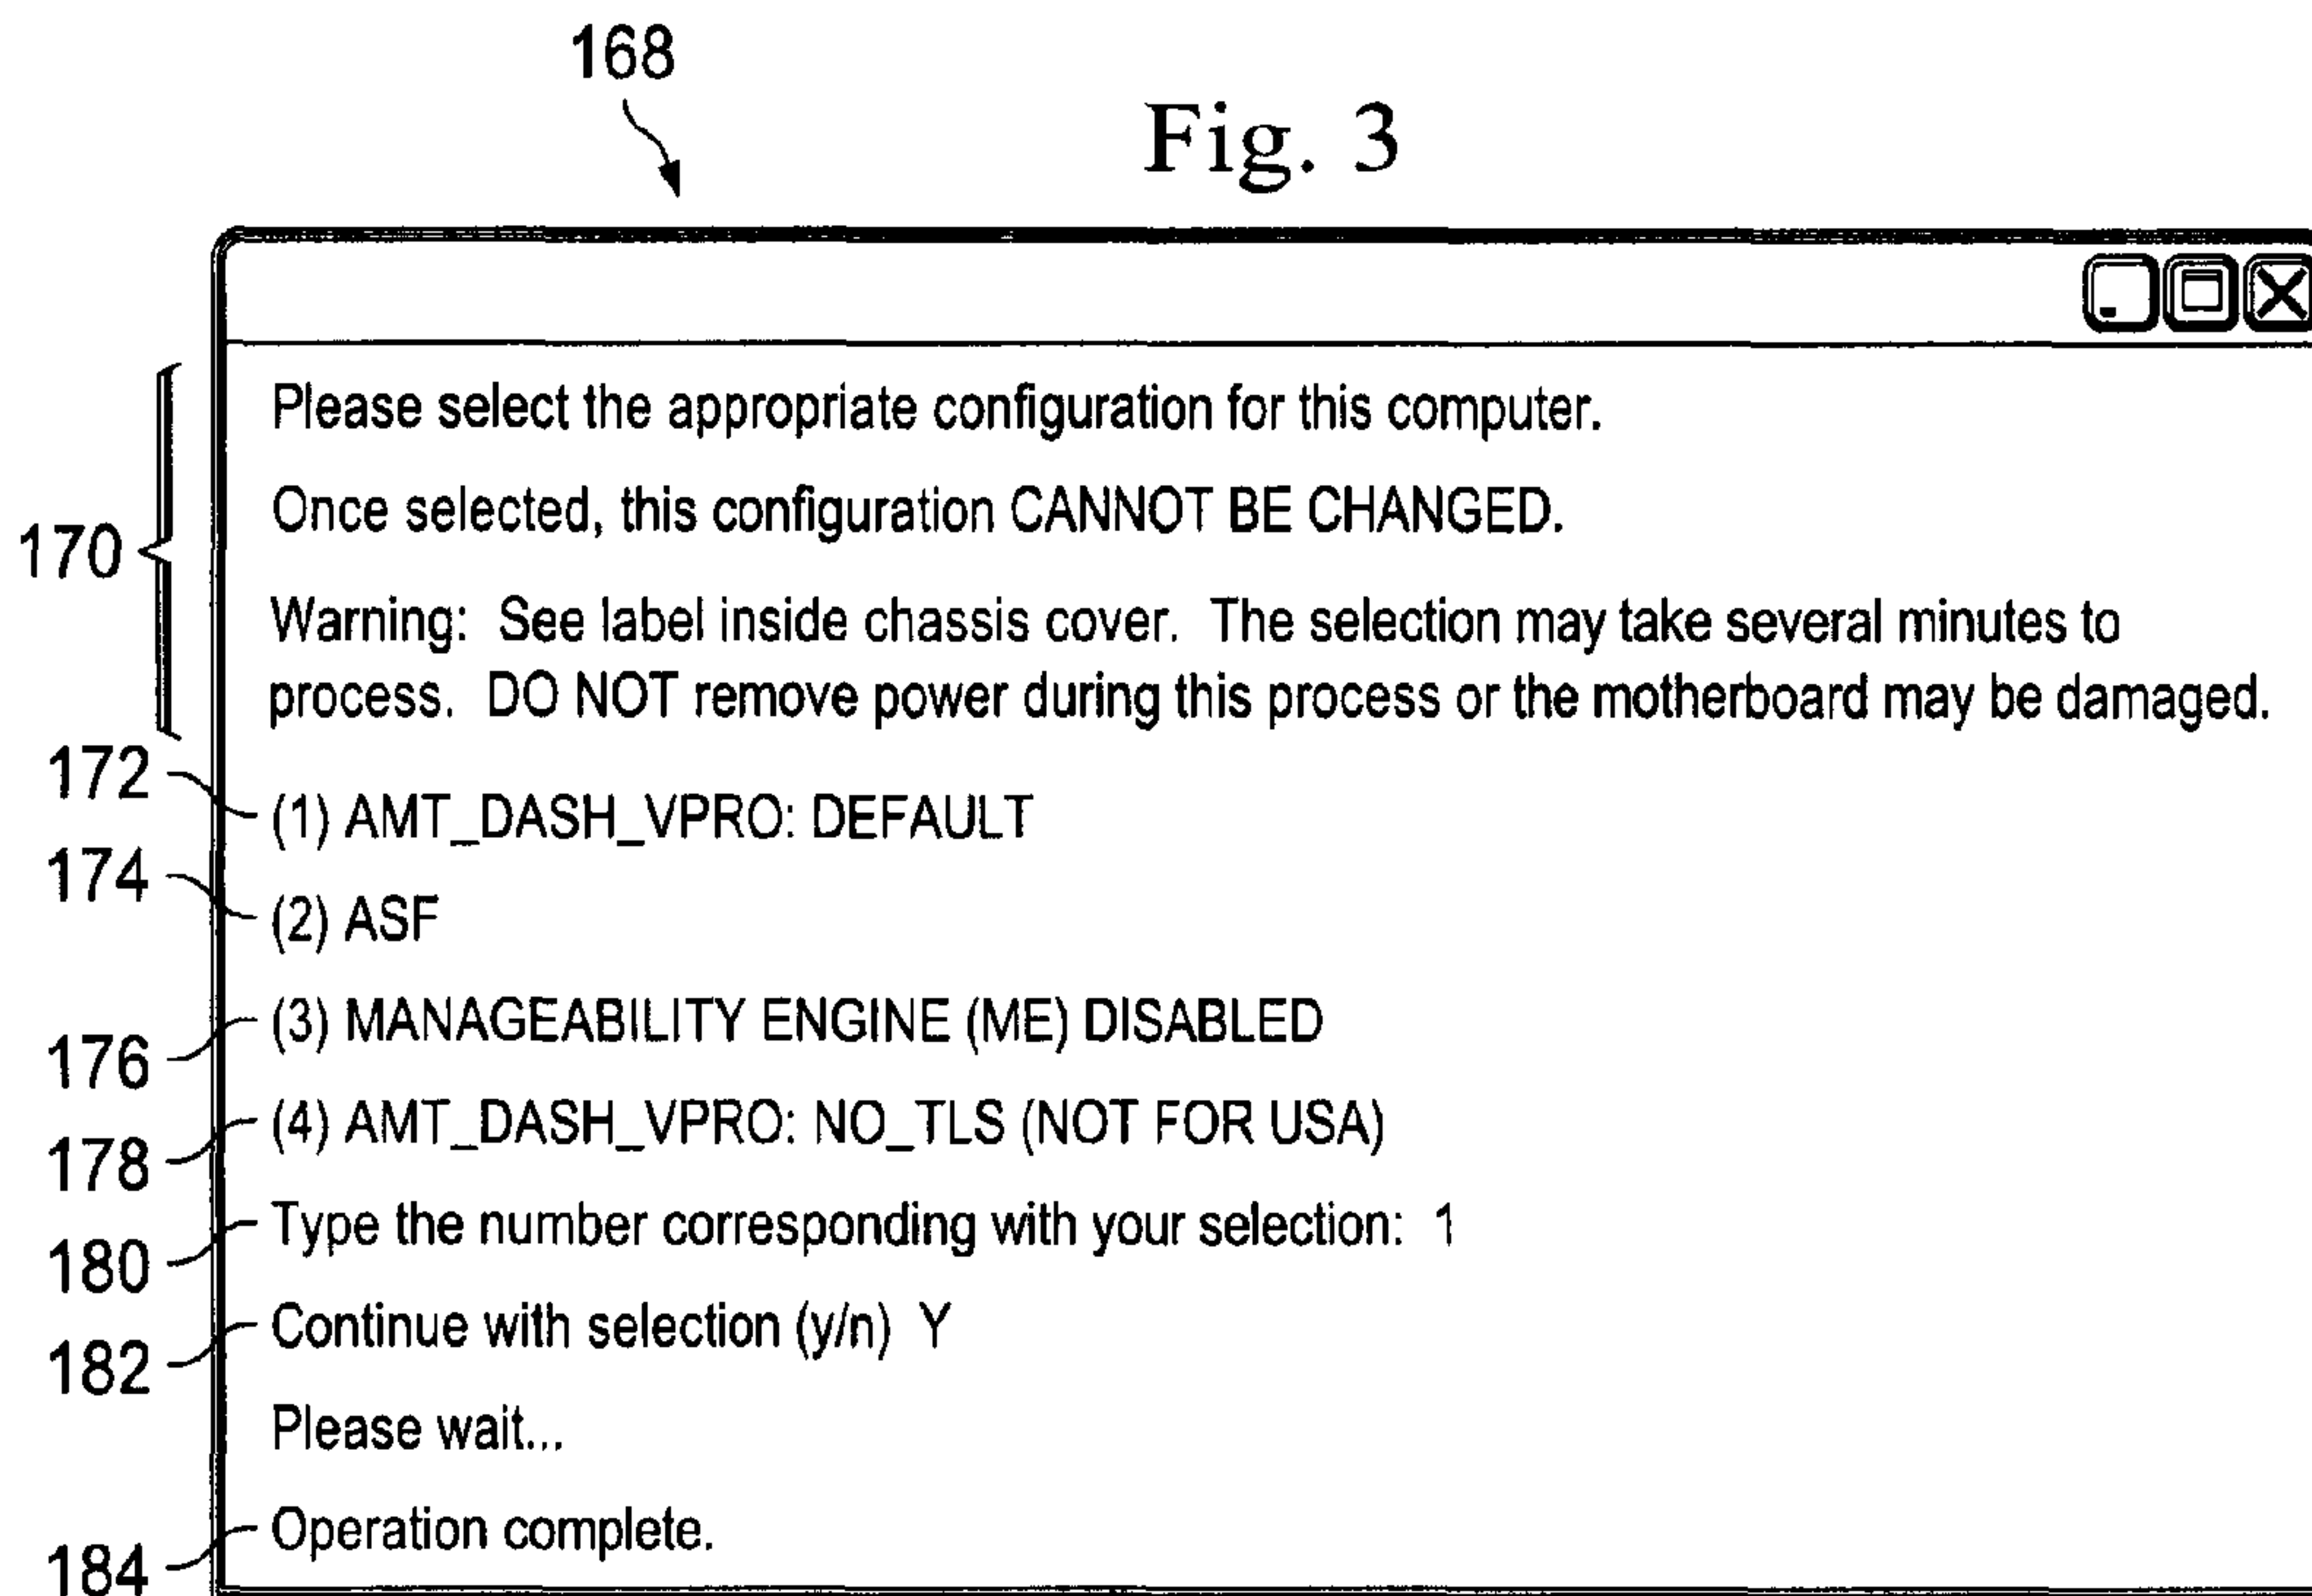 168
Fig. 3
170
Please select the appropriate configuration for this computer.
Once selected, this configuration CANNOT BE CHANGED.
Warning: See label inside chassis cover. The selection may take several minutes to
process. DO NOT remove power during this process or the motherboard may be damaged.
172
(1) AMT_DASH_VPRO: DEFAULT
174
(2) ASF
176
(3) MANAGEABILITY ENGINE (ME) DISABLED
178
(4) AMT_DASH_VPRO: NO_TLS (NOT FOR USA)
180
Type the number corresponding with your selection: 1
182
Continue with selection (y/n) Y
Please wait...
184
Operation complete.